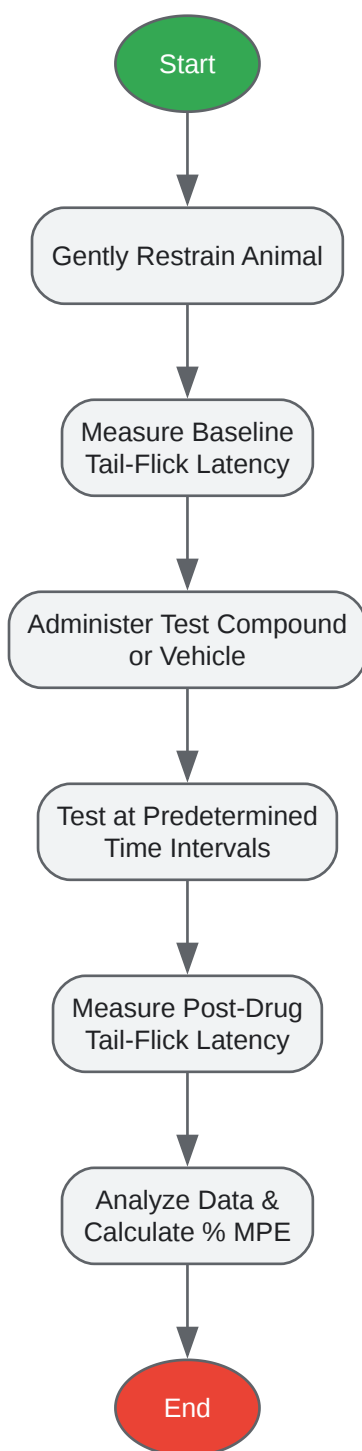 Start
Gently Restrain Animal
Measure Baseline
Tail-Flick Latency
Administer Test Compound
or Vehicle
Test at Predetermined
Time Intervals
Measure Post-Drug
Tail-Flick Latency
Analyze Data &
Calculate % MPE
End